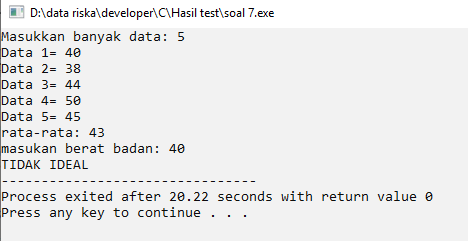 D:\data riska\developer\C\Hasil test\soal 7.exe
Masukkan banyak data: 5
Data 1= 40
Data 2= 38
Data 3= 44
Data 4= 50
Data 5= 45
rata-rata: 43
masukan berat badan: 40
TIDAK IDEAL
--------------------------------
Process exited after 20.22 seconds with return value 0
Press any key to continue . . .